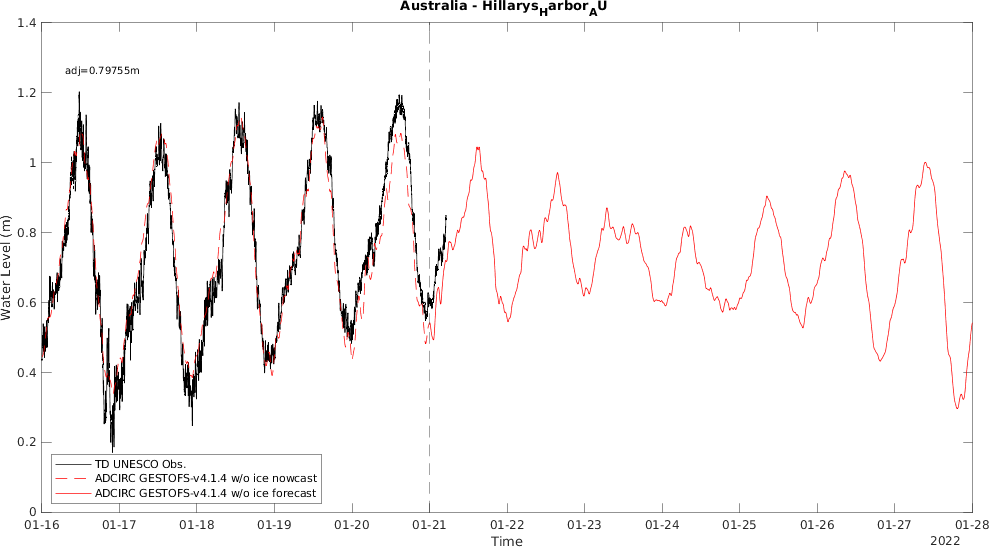 Australia - HillarysHarborAU
adj=0.79755m
1.4
1.2
1
0.8
0.6
0.4
0.2
0
Water Level (m)
TD UNESCO Obs.
ADCIRC GESTOFS-v4.1.4 w/o ice nowcast
ADCIRC GESTOFS-v4.1.4 w/o ice forecast
01-16 01-17 01-18 01-19 01-20 01-21 01-22 01-23 01-24 01-25 01-26 01-27 01-28
Time
2022